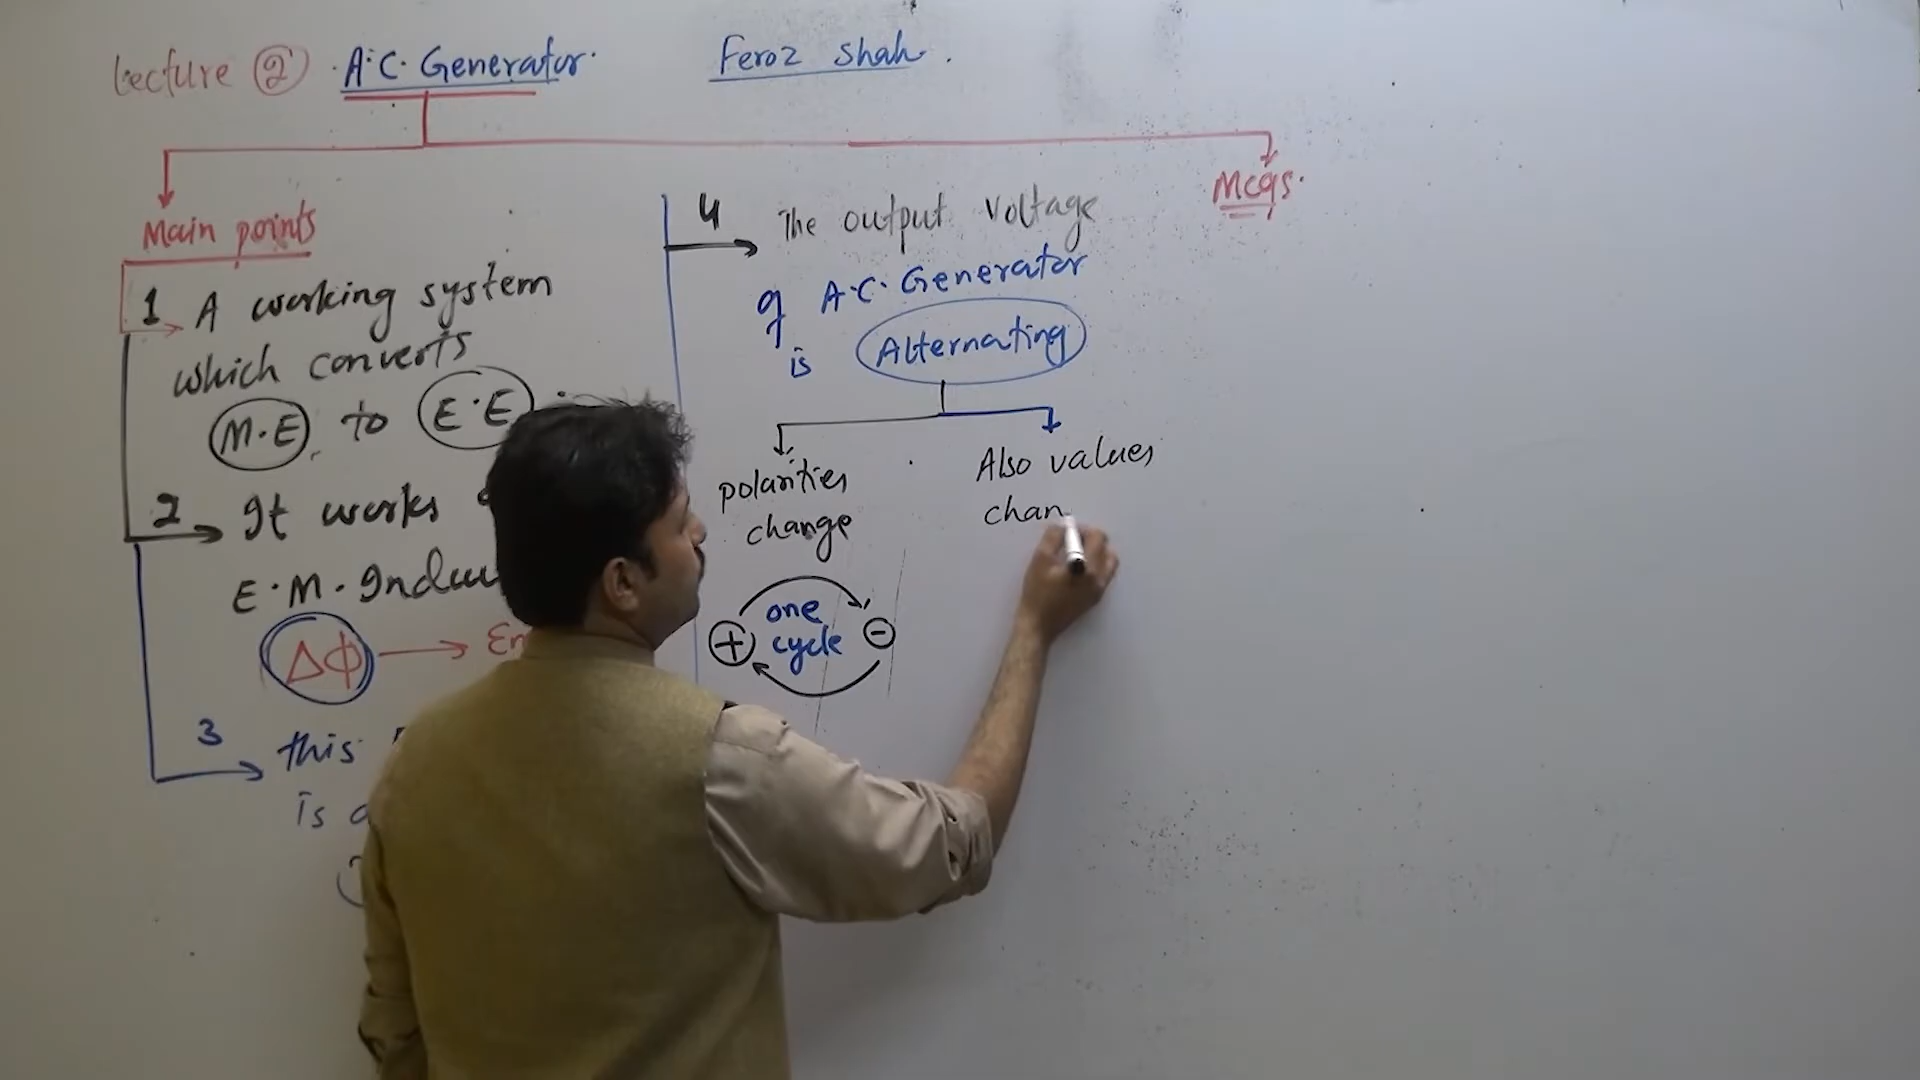 Lecture ② A.C. Generator.
Feroz Shah.
Main points
1 A working system
which converts
M.E to E.E
2 It works
E.M.
Δϕ
3 this
is
4 The output voltage
of A.C. Generator
is Alternating
polarities
change
+ one -
cycle
Also values
chan
Mcqs.